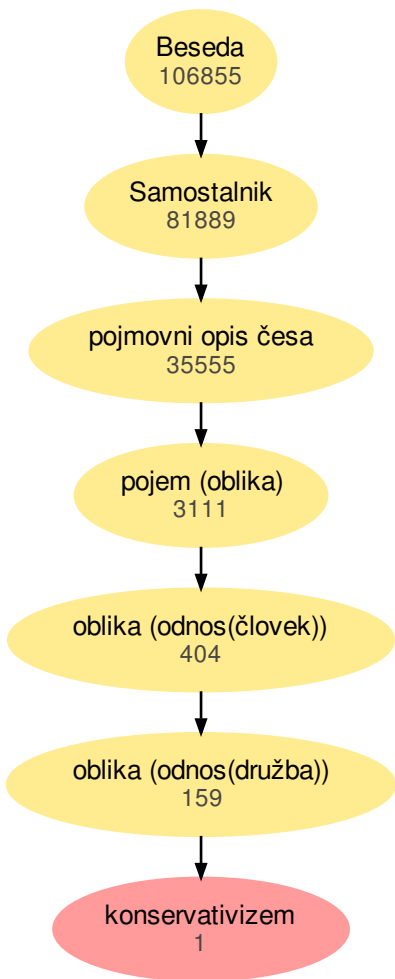 Beseda
106855
Samostalnik
81889
pojmovni opis česa
35555
pojem (oblika)
3111
oblika (odnos(človek))
404
oblika (odnos(družba))
159
konservativizem
1